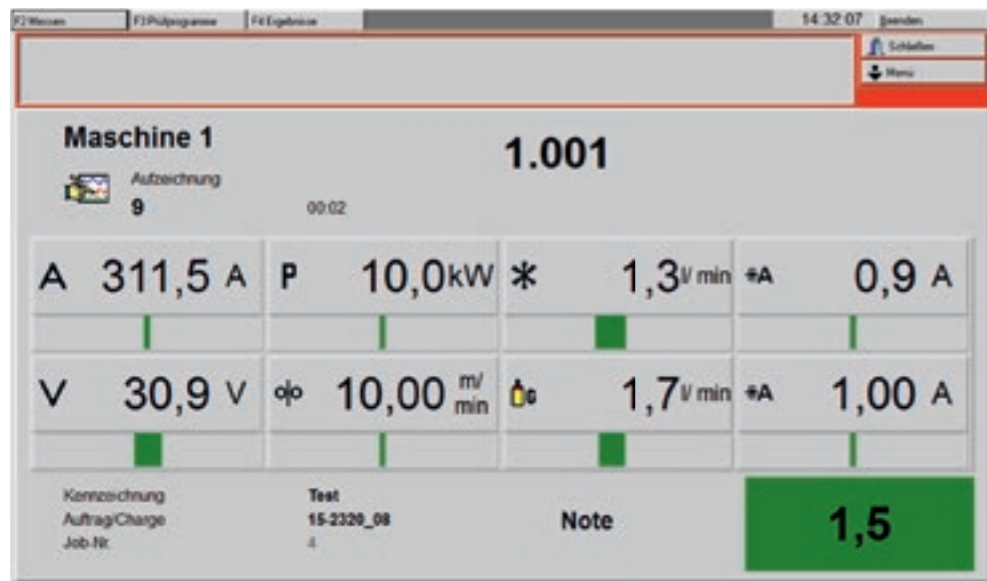 F2 Messen F3 Prüfprogramme F4 Ergebnisse 14:32:07 Beenden
Schließen
Menü
Maschine 1 1.001
Aufzeichnung
9 00:02
A 311,5 A P 10,0 kW 1,3 l/ min *A 0,9 A
V 30,9 V 10,00 m/ min G 1,7 l/ min *A 1,00 A
Kennzeichnung Test
Auftrag/Charge 15-2320_08 Note 1,5
Job-Nr. 4